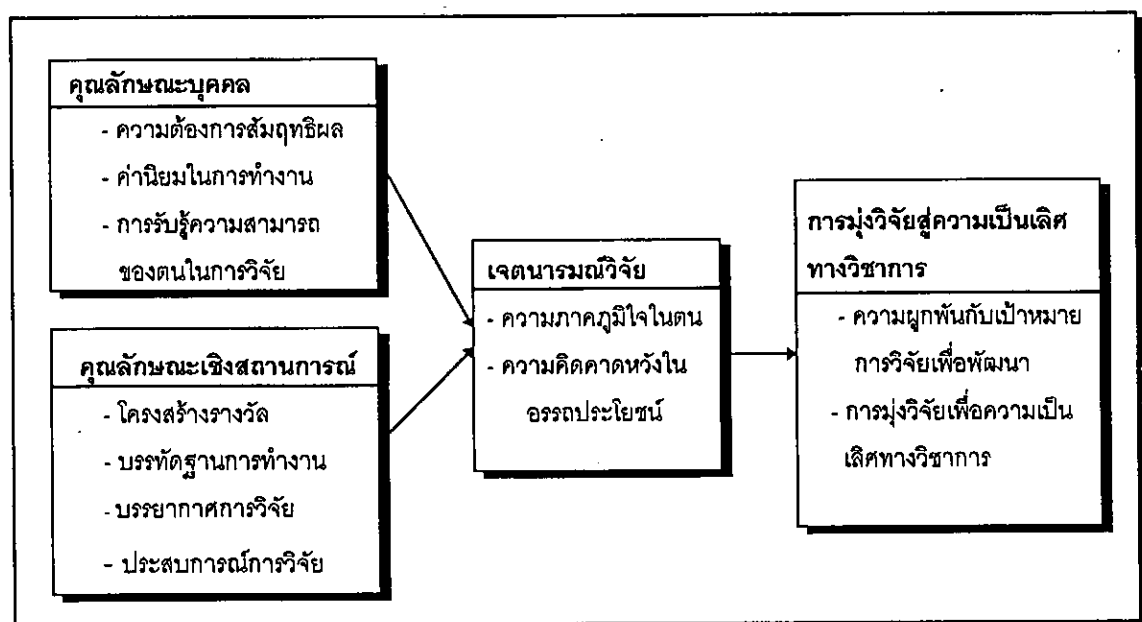 คุณลักษณะบุคคล
- ความต้องการสัมฤทธิผล
- ค่านิยมในการทำงาน
- การรับรู้ความสามารถ
ของตนในการวิจัย
คุณลักษณะเชิงสถานการณ์
- โครงสร้างรางวัล
- บรรทัดฐานการทำงาน
- บรรยากาศการวิจัย
- ประสบการณ์การวิจัย
เจตนารมณ์วิจัย
- ความภาคภูมิใจในตน
- ความคิดคาดหวังใน
อรรถประโยชน์
การมุ่งวิจัยสู่ความเป็นเลิศ
ทางวิชาการ
- ความผูกพันกับเป้าหมาย
การวิจัยเพื่อพัฒนา
- การมุ่งวิจัยเพื่อความเป็น
เลิศทางวิชาการ